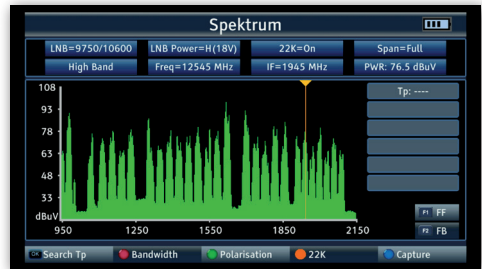 Spektrum
LNB=9750/10600 LNB Power=H(18V) 22K=On Span=Full
High Band Freq=12545 MHz IF=1945 MHz PWR: 76.5 dBuV
Tp: ----
108
93
78
63
48
33
dBuV
950 1250 1550 1850 2150
F1 FF
F2 FB
OK Search Tp Bandwidth Polarisation 22K Capture